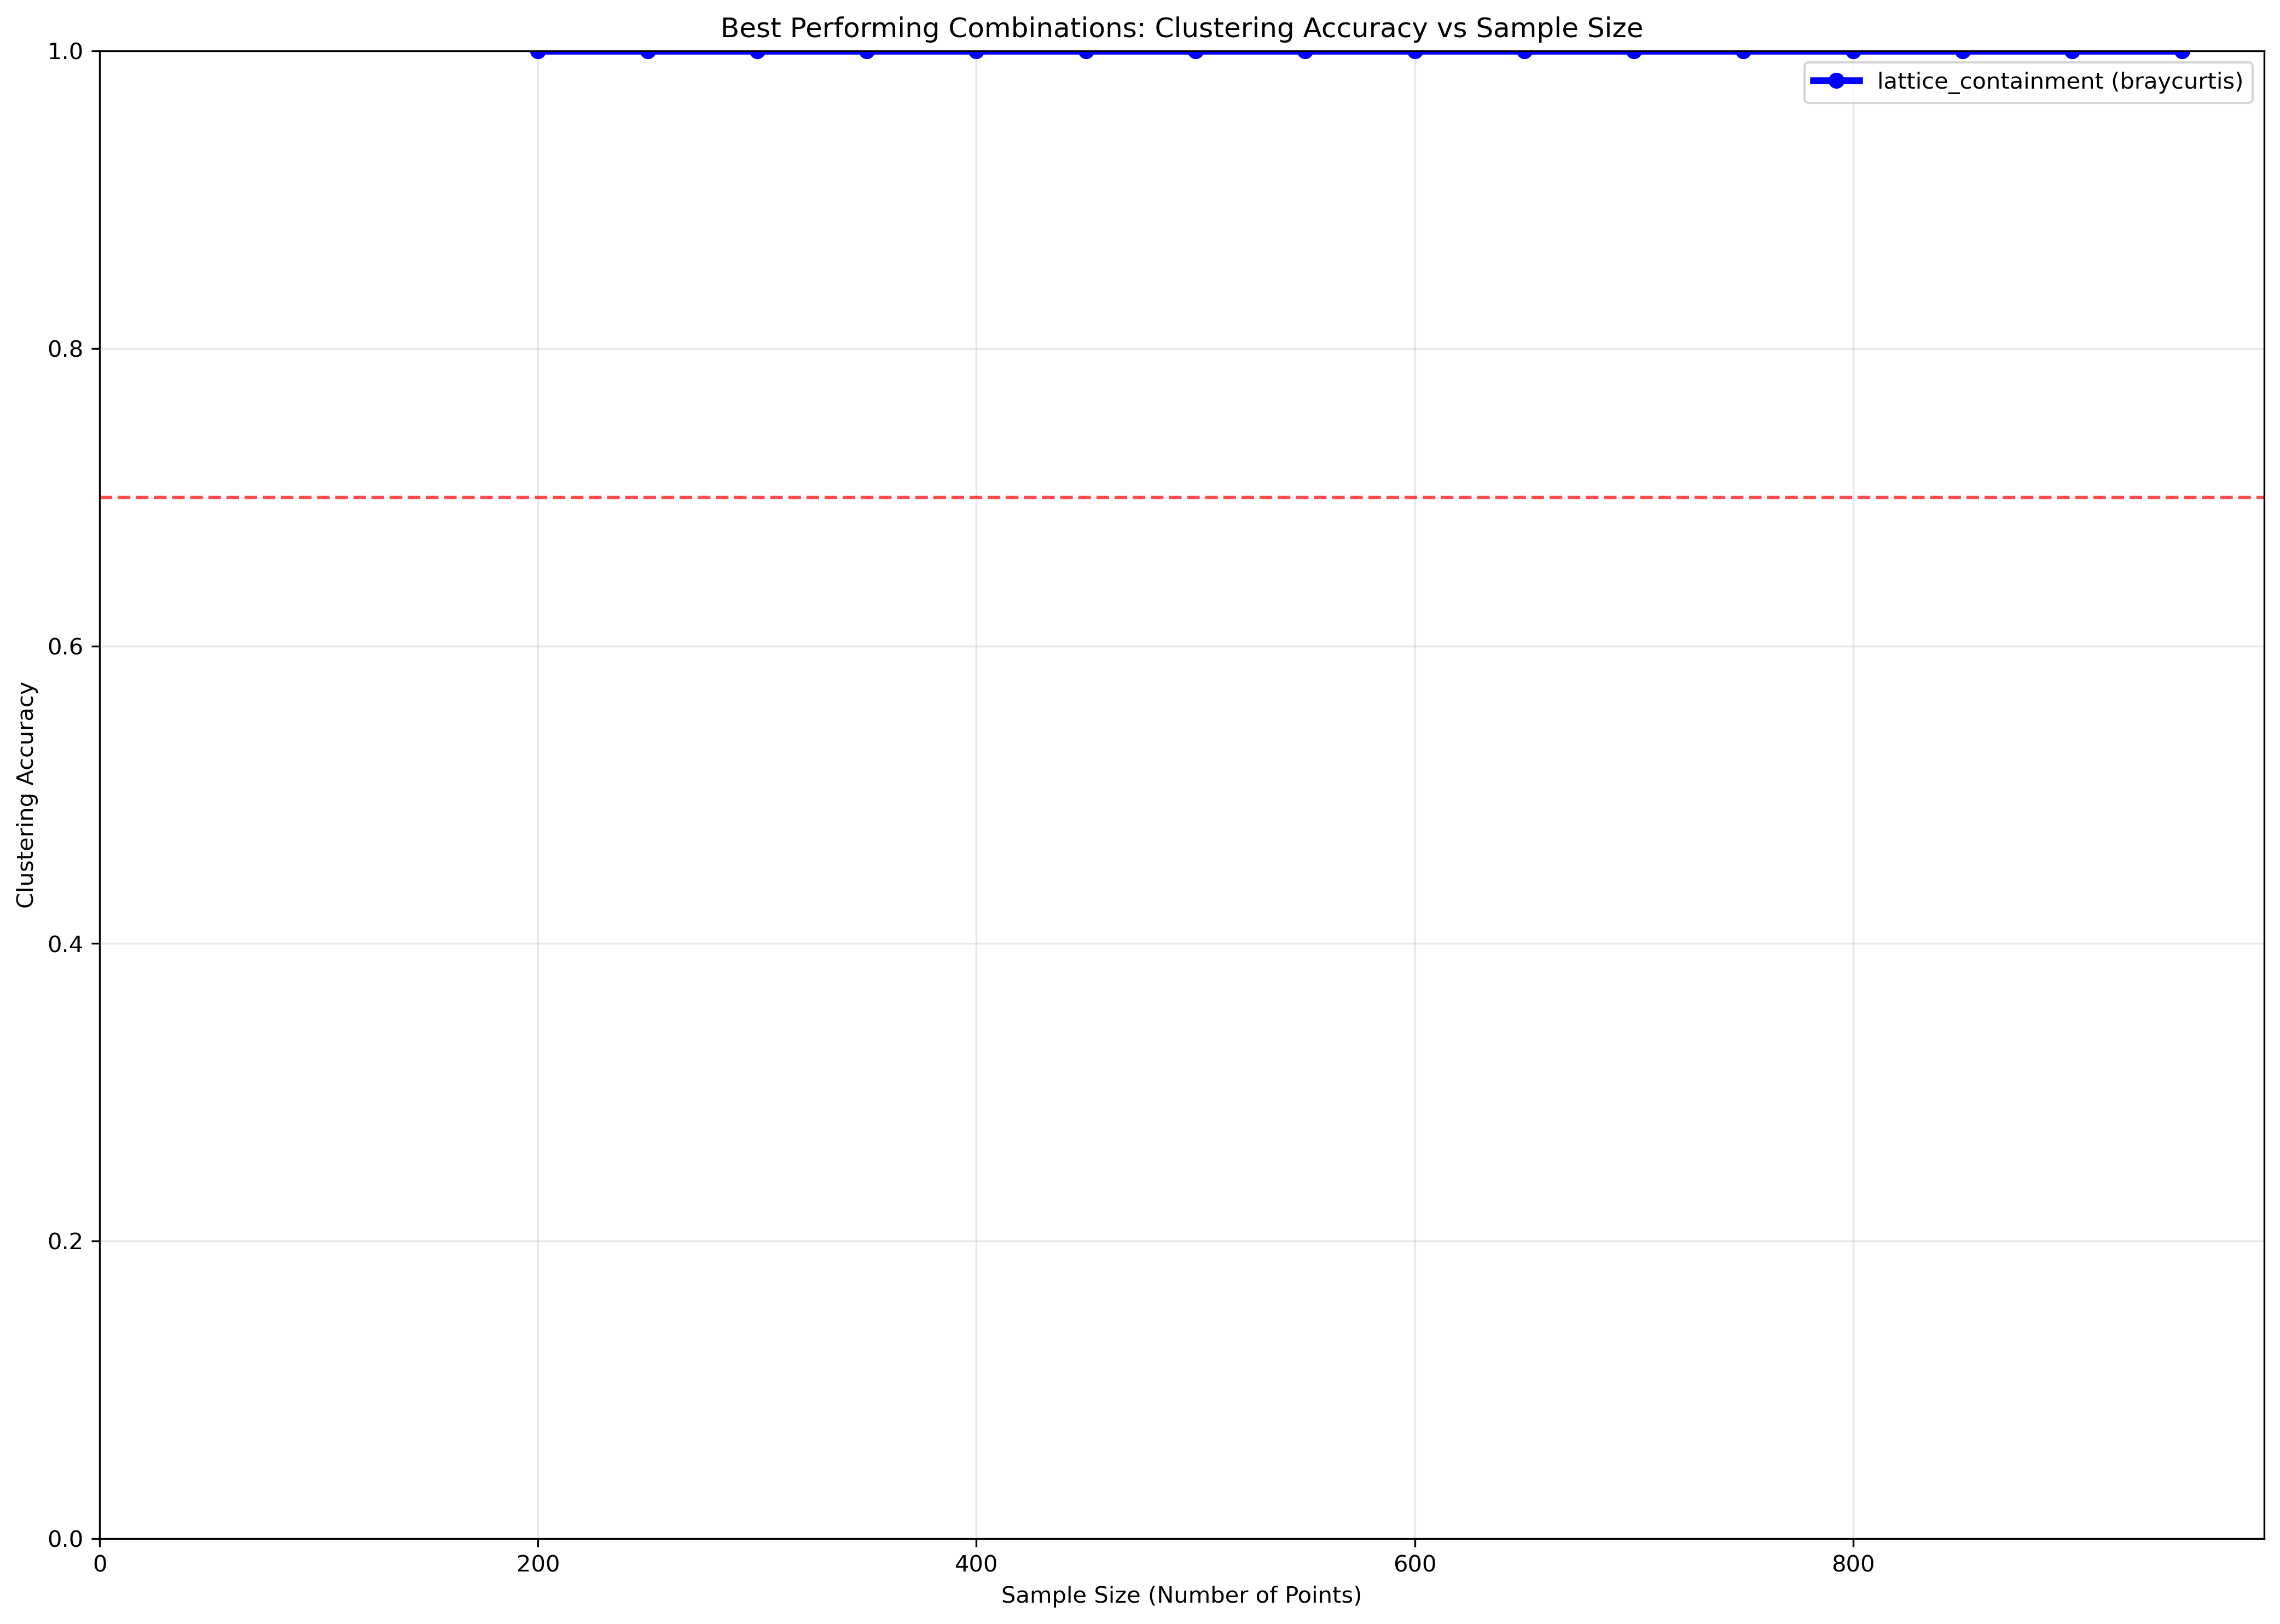 Best Performing Combinations: Clustering Accuracy vs Sample Size
lattice_containment (braycurtis)
Clustering Accuracy
1.0
0.8
0.6
0.4
0.2
0.0
0
200
400
600
800
Sample Size (Number of Points)